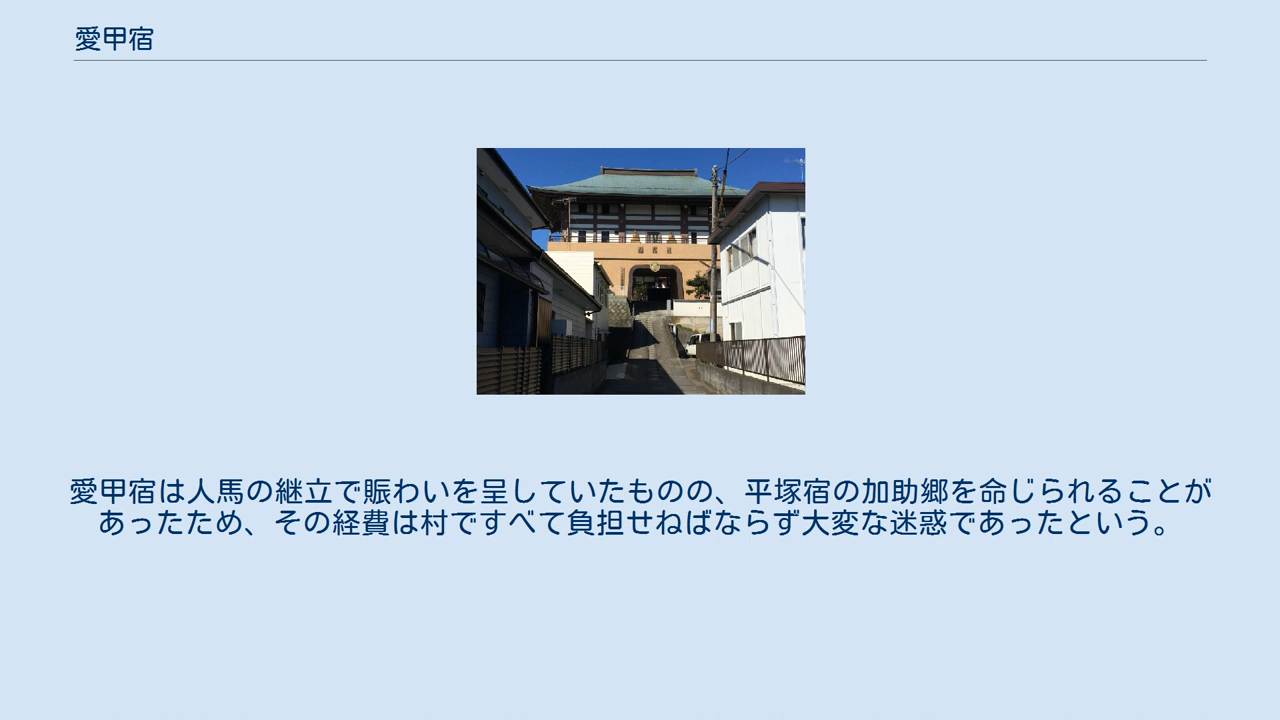 愛甲宿
愛甲宿は人馬の継立で賑わいを呈していたものの、平塚宿の加助郷を命じられることが
あったため、その経費は村ですべて負担せねばならず大変な迷惑であったという。